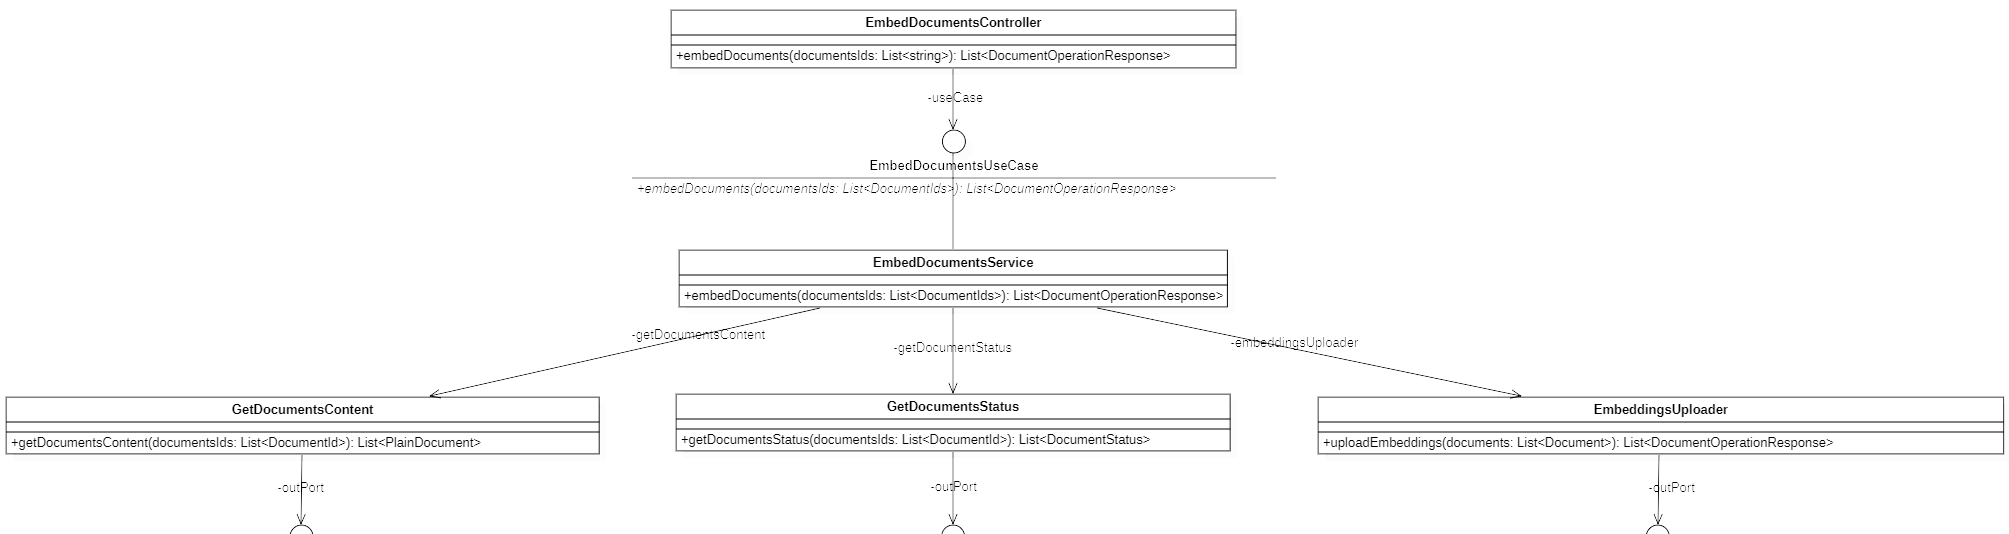 EmbedDocumentsController
+embedDocuments(documentsIds: List<string>): List<DocumentOperationResponse>
-useCase
EmbedDocumentsUseCase
+embedDocuments(documentsIds: List<DocumentIds>): List<DocumentOperationResponse>
EmbedDocumentsService
+embedDocuments(documentsIds: List<DocumentIds>): List<DocumentOperationResponse>
-getDocumentsContent
-getDocumentStatus
-embeddingsUploader
GetDocumentsContent
+getDocumentsContent(documentsIds: List<DocumentId>): List<PlainDocument>
GetDocumentsStatus
+getDocumentsStatus(documentsIds: List<DocumentId>): List<DocumentStatus>
EmbeddingsUploader
+uploadEmbeddings(documents: List<Document>): List<DocumentOperationResponse>
-outPort
-outPort
-outPort